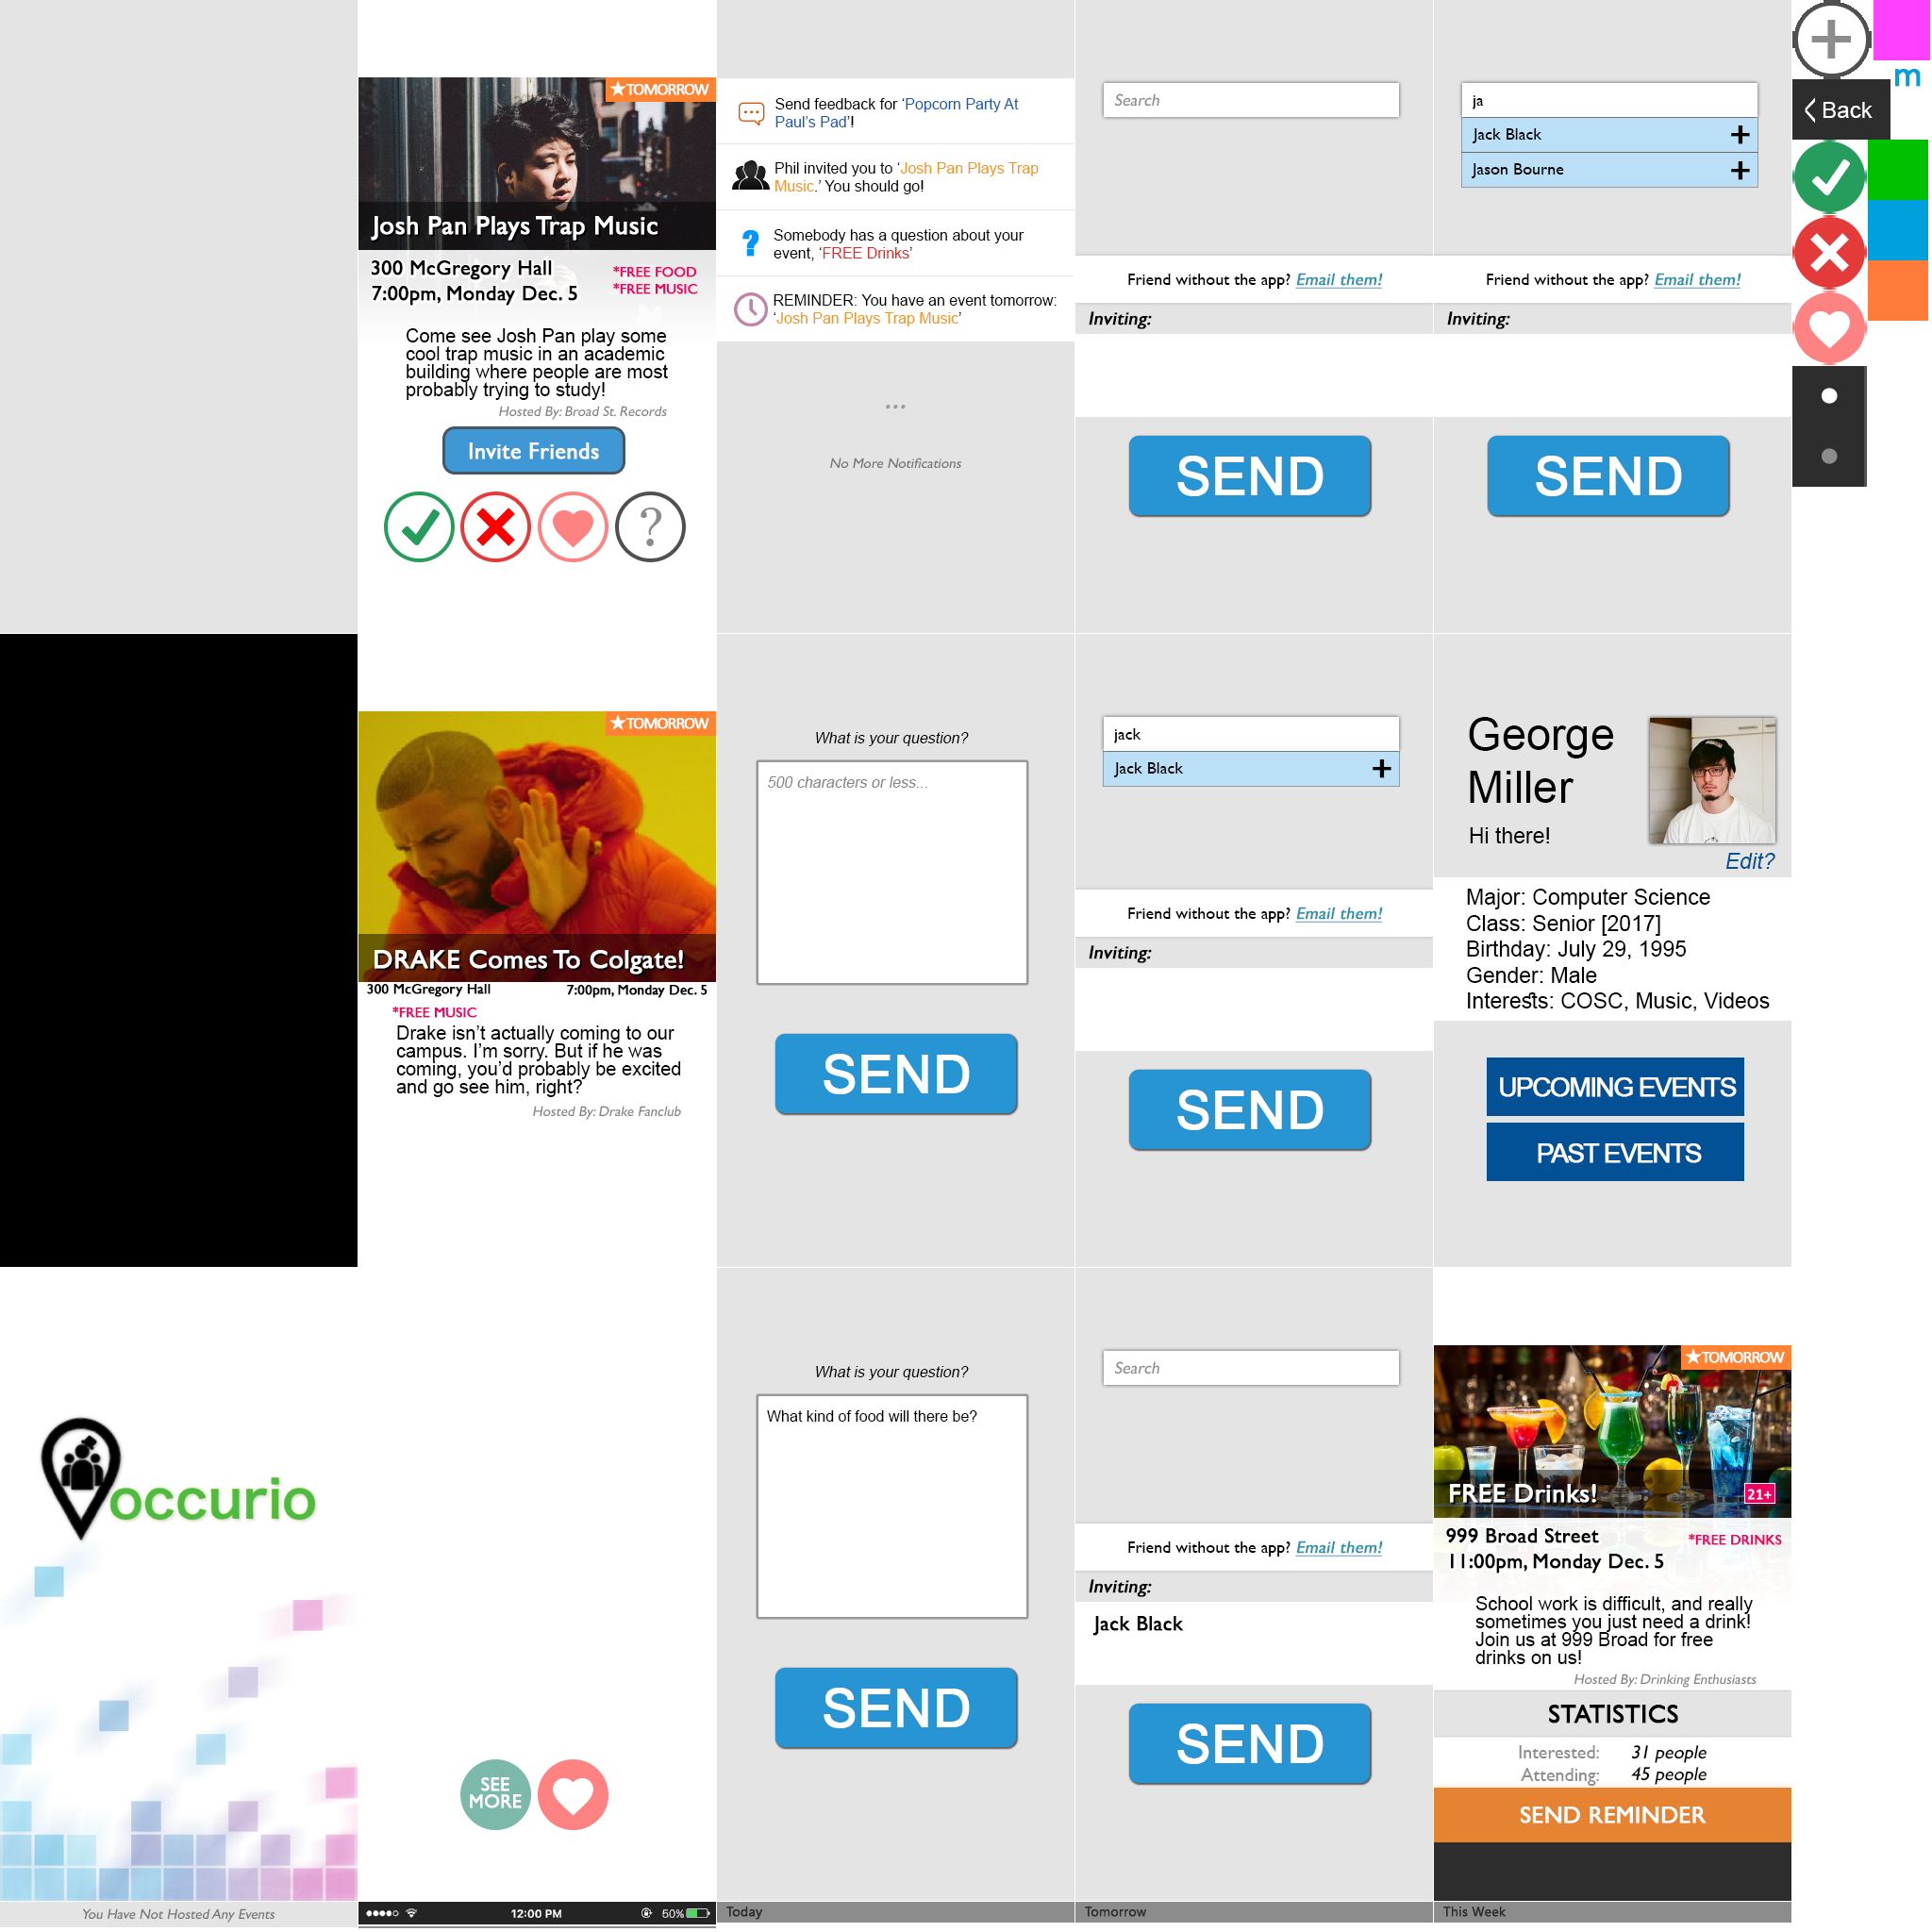 ★TOMORROW
Josh Pan Plays Trap Music
300 McGregory Hall
7:00pm, Monday Dec. 5
*FREE FOOD
*FREE MUSIC
Come see Josh Pan play some
cool trap music in an academic
building where people are most
probably trying to study!
Hosted By: Broad St. Records
Invite Friends
?
Send feedback for ‘Popcorn Party At
Paul’s Pad’!
Phil invited you to ‘Josh Pan Plays Trap
Music.’ You should go!
?
Somebody has a question about your
event, ‘FREE Drinks’
REMINDER: You have an event tomorrow:
‘Josh Pan Plays Trap Music’
...
No More Notifications
Search
Friend without the app? Email them!
Inviting:
SEND
ja
Jack Black +
Jason Bourne +
Friend without the app? Email them!
Inviting:
SEND
m
Back
★TOMORROW
DRAKE Comes To Colgate!
300 McGregory Hall 7:00pm, Monday Dec. 5
*FREE MUSIC
Drake isn’t actually coming to our
campus. I’m sorry. But if he was
coming, you’d probably be excited
and go see him, right?
Hosted By: Drake Fanclub
What is your question?
500 characters or less...
SEND
jack
Jack Black +
Friend without the app? Email them!
Inviting:
SEND
George
Miller
Hi there!
Edit?
Major: Computer Science
Class: Senior [2017]
Birthday: July 29, 1995
Gender: Male
Interests: COSC, Music, Videos
UPCOMING EVENTS
PAST EVENTS
occurio
You Have Not Hosted Any Events
SEE
MORE
12:00 PM 50%
What is your question?
What kind of food will there be?
SEND
Today
Search
Friend without the app? Email them!
Inviting:
Jack Black
SEND
Tomorrow
★TOMORROW
FREE Drinks!
21+
999 Broad Street
11:00pm, Monday Dec. 5
*FREE DRINKS
School work is difficult, and really
sometimes you just need a drink!
Join us at 999 Broad for free
drinks on us!
Hosted By: Drinking Enthusiasts
STATISTICS
Interested: 31 people
Attending: 45 people
SEND REMINDER
This Week